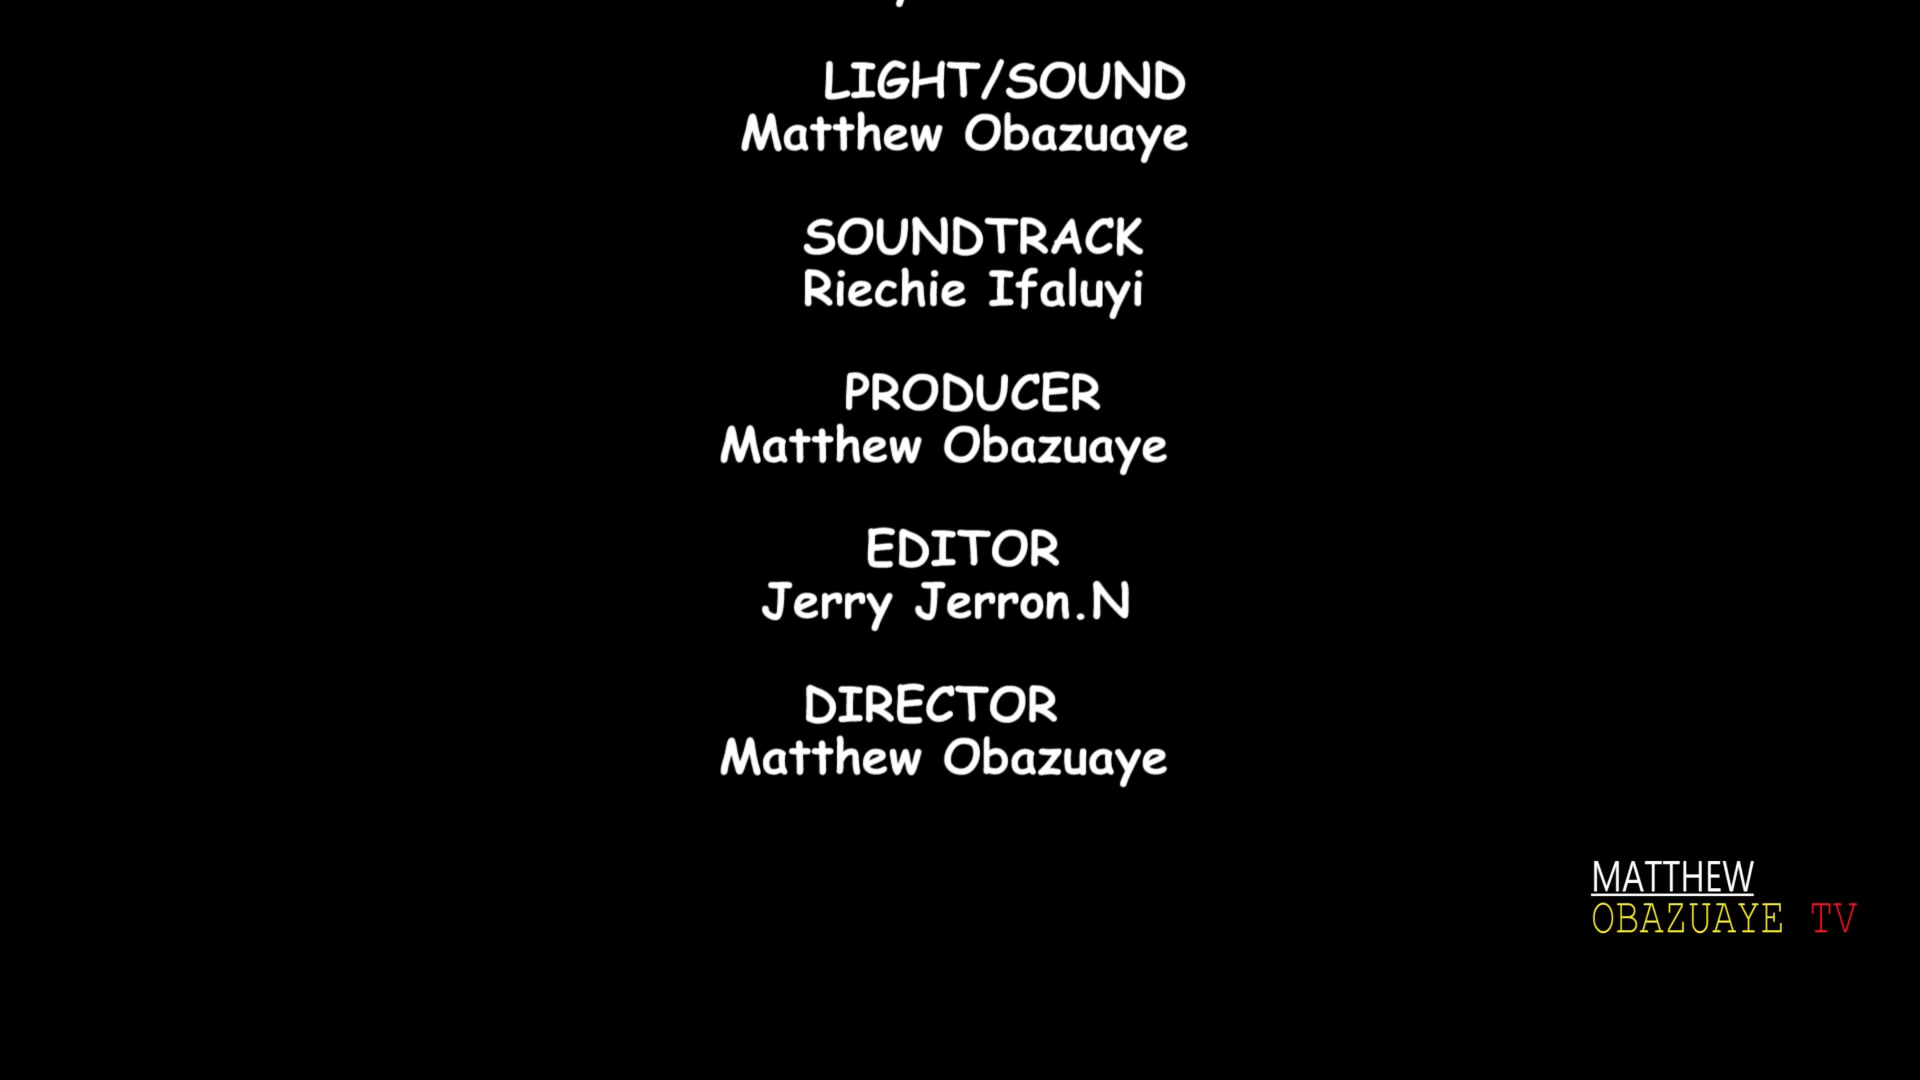 LIGHT/SOUND
Matthew Obazuaye
SOUNDTRACK
Riechie Ifaluyi
PRODUCER
Matthew Obazuaye
EDITOR
Jerry Jerron.N
DIRECTOR
Matthew Obazuaye
MATTHEW
OBAZUAYE TV